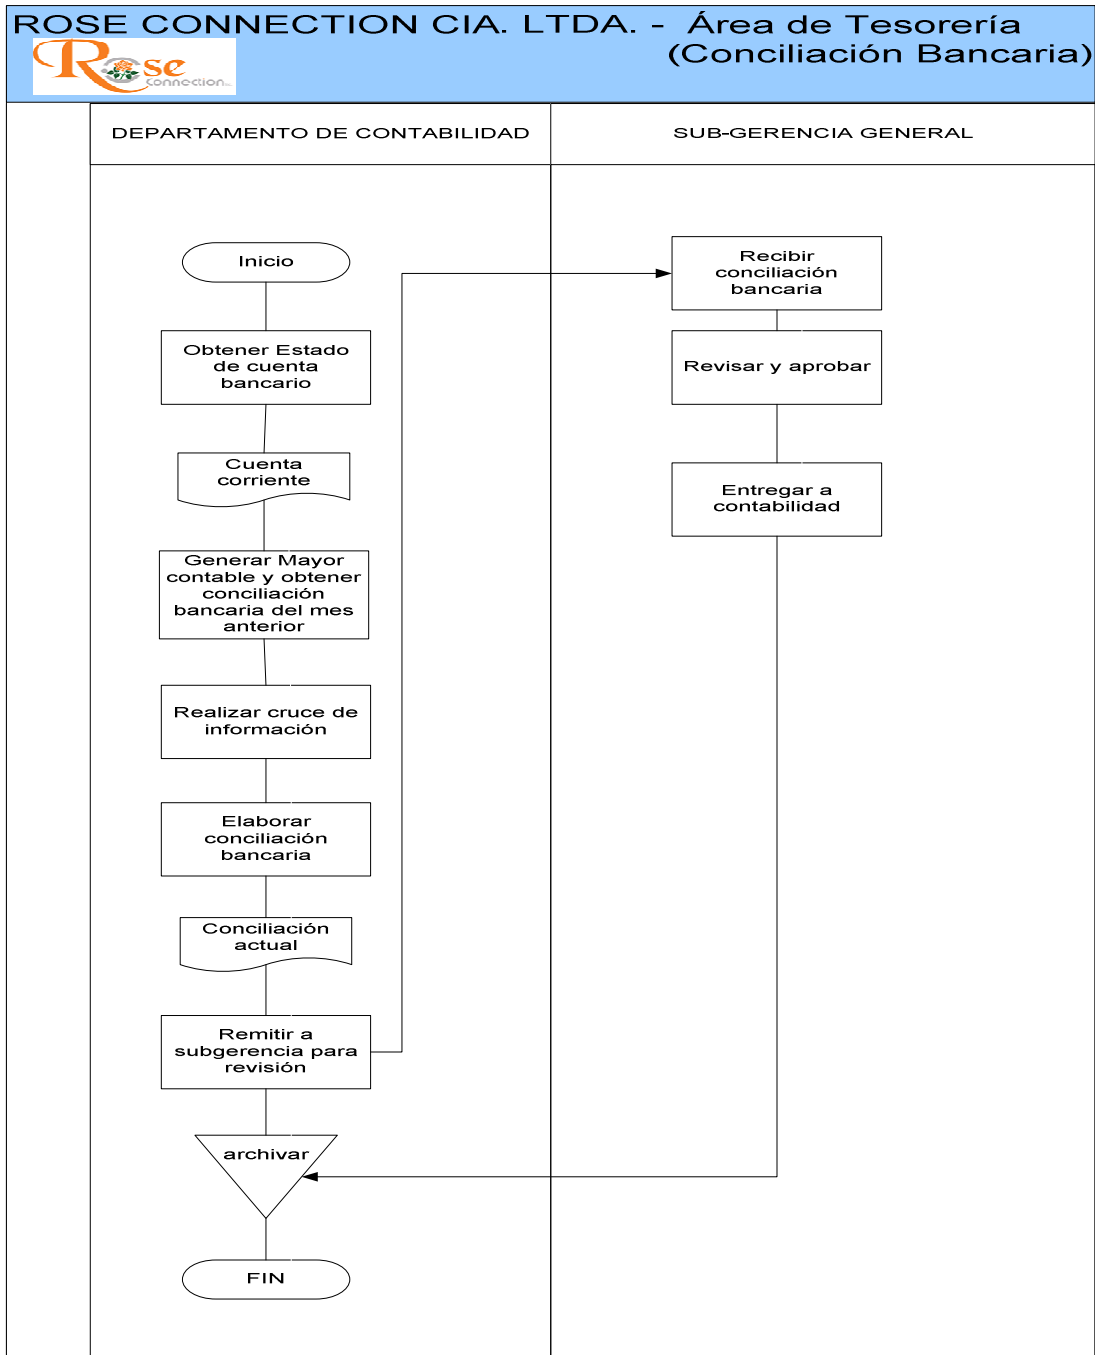 ROSE CONNECTION CIA. LTDA. - Área de Tesorería
(Conciliación Bancaria)
Rose
Connection
DEPARTAMENTO DE CONTABILIDAD
SUB-GERENCIA GENERAL
Inicio
Obtener Estado
de cuenta
bancario
Cuenta
corriente
Generar Mayor
contable y obtener
conciliación
bancaria del mes
anterior
Realizar cruce de
información
Elaborar
conciliación
bancaria
Conciliación
actual
Remitir a
subgerencia para
revisión
archivar
FIN
Recibir
conciliación
bancaria
Revisar y aprobar
Entregar a
contabilidad